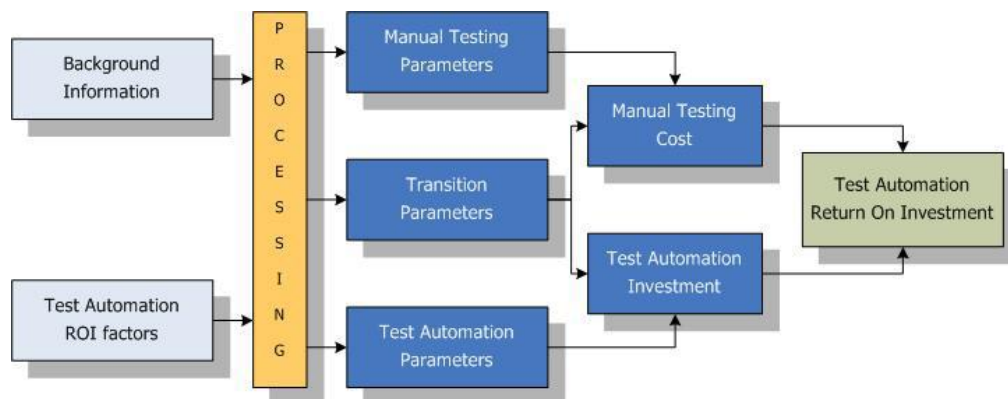 Background
Information
Test Automation
ROI factors
P
R
O
C
E
S
S
I
N
G
Manual Testing
Parameters
Transition
Parameters
Test Automation
Parameters
Manual Testing
Cost
Test Automation
Investment
Test Automation
Return On Investment